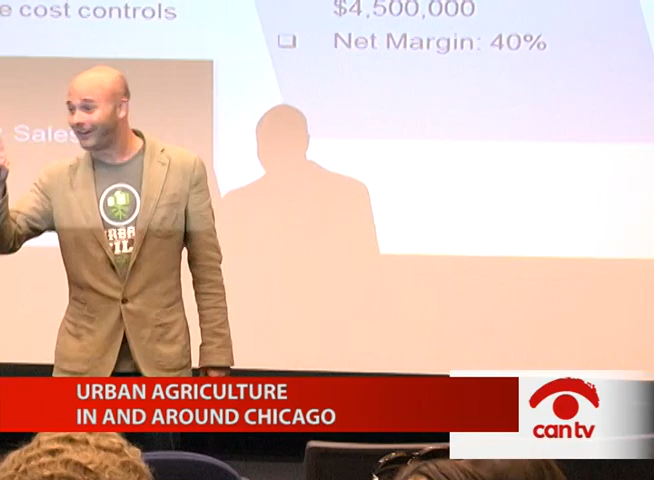 e cost controls
$4,500,000
❏ Net Margin: 40%
Sales
URBAN AGRICULTURE
IN AND AROUND CHICAGO
can tv